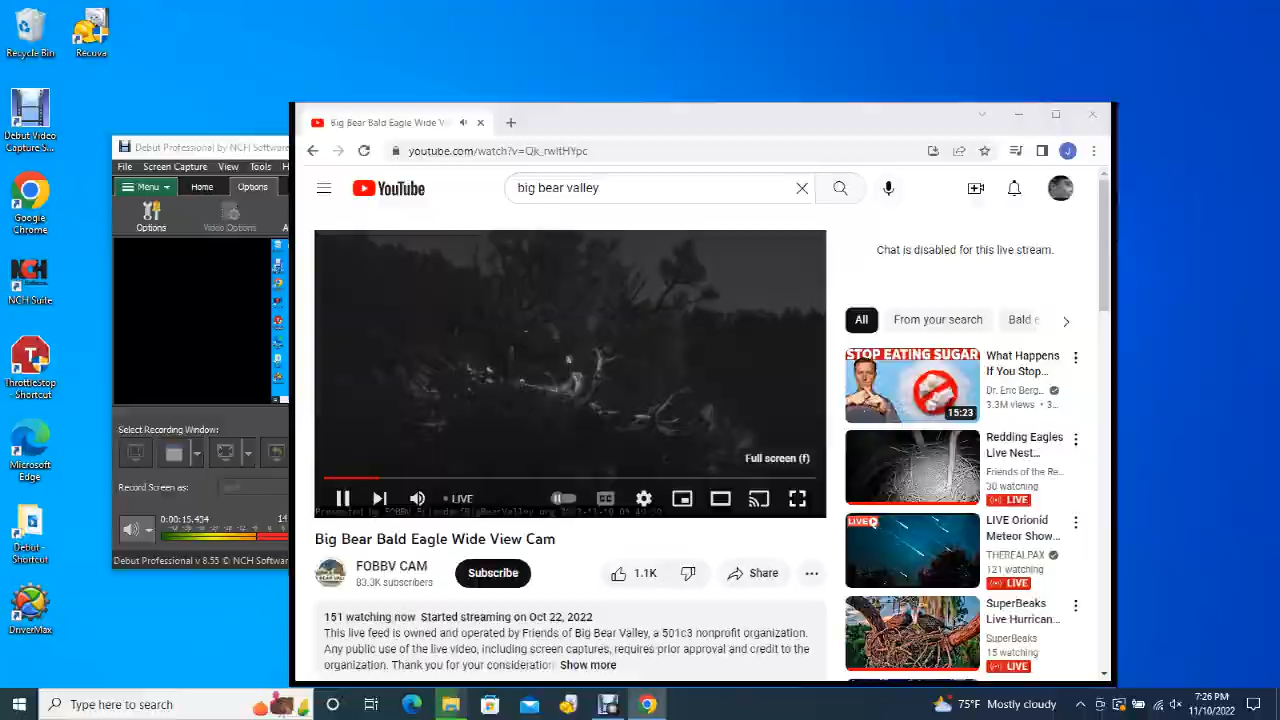 Recycle Bin
Recuva
Debut Video
Capture S...
Google
Chrome
NCH
NCH Suite
ThrottleStop
- Shortcut
Microsoft
Edge
Debut -
Shortcut
DriverMax
Debut Professional by NCH Software
File Screen Capture View Tools H
Menu Home Options
Options Video Options A
Select Recording Window:
Record Screen as:
0:00:15.434 14
Debut Professional v 8.55 © NCH Software
Big Bear Bald Eagle Wide V
youtube.com/watch?v=Qk_rwitHYpc
YouTube
big bear valley
Full screen (f)
LIVE
Big Bear Bald Eagle Wide View Cam
FOBBV CAM
83.3K subscribers
Subscribe
1.1K
Share
151 watching now Started streaming on Oct 22, 2022
This live feed is owned and operated by Friends of Big Bear Valley, a 501c3 nonprofit organization.
Any public use of the live video, including screen captures, requires prior approval and credit to the
organization. Thank you for your consideration Show more
Chat is disabled for this live stream.
All From your search Bald e
STOP EATING SUGAR
15:23
What Happens
If You Stop...
Dr. Eric Berg...
3.3M views • 3...
Redding Eagles
Live Nest...
Friends of the Re...
30 watching
LIVE
LIVE
LIVE Orionid
Meteor Show...
THEREALPAX
121 watching
LIVE
SuperBeaks
Live Hurrican...
SuperBeaks
15 watching
LIVE
Type here to search
75°F Mostly cloudy
7:26 PM
11/10/2022